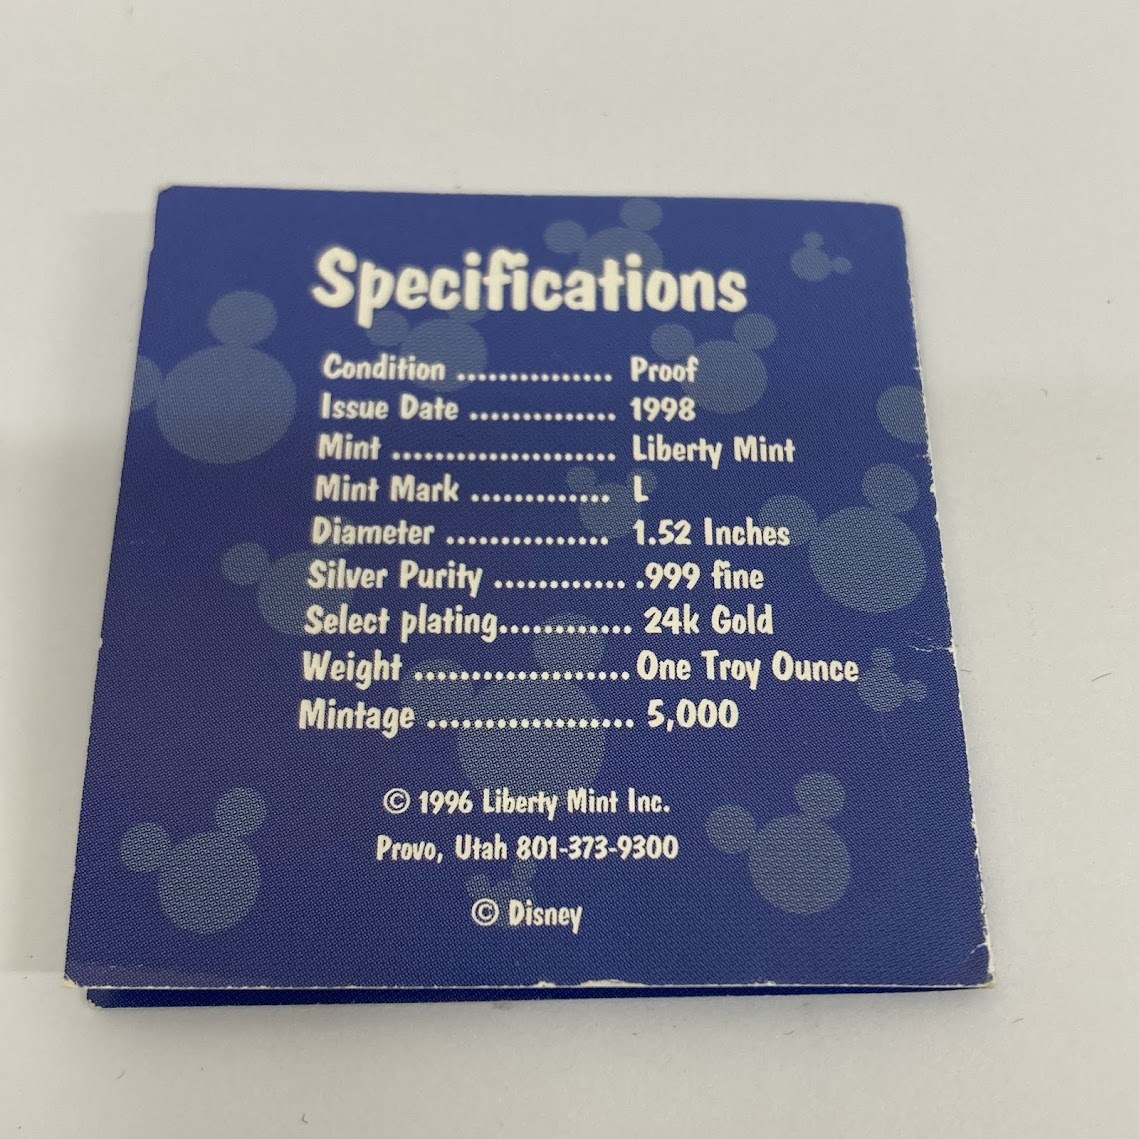 Specifications
Condition ............... Proof
Issue Date .............. 1998
Mint ...................... Liberty Mint
Mint Mark .............. L
Diameter ................ 1.52 Inches
Silver Purity ............. .999 fine
Select plating............. 24k Gold
Weight .....................One Troy Ounce
Mintage .................... 5,000
© 1996 Liberty Mint Inc.
Provo, Utah 801-373-9300
© Disney